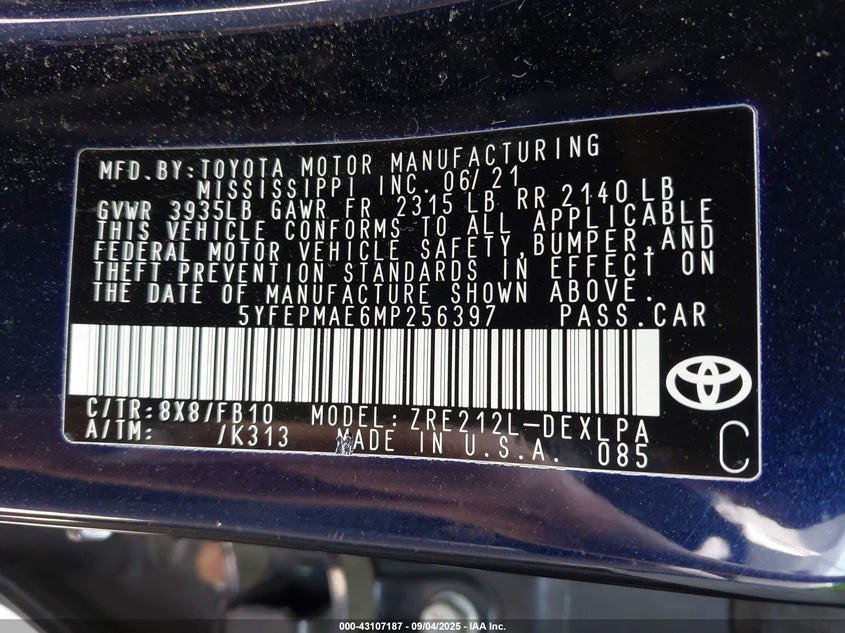 MFD. BY: TOYOTA MOTOR MANUFACTURING
MISSISSIPPI INC. 06/21
GVWR 3935LB GAWR FR 2315 LB RR 2140 LB
THIS VEHICLE CONFORMS TO ALL APPLICABLE
FEDERAL MOTOR VEHICLE SAFETY, BUMPER, AND
THEFT PREVENTION STANDARDS IN EFFECT ON
THE DATE OF MANUFACTURE SHOWN ABOVE.
5YFEPMAE6MP256397 PASS. CAR
C/TR: 8X8/FB10 MODEL: ZRE212L-DEXLPA
A/TM: /K313 MADE IN U.S.A. 085
C
000-43107187 - 09/04/2025 - IAA Inc.